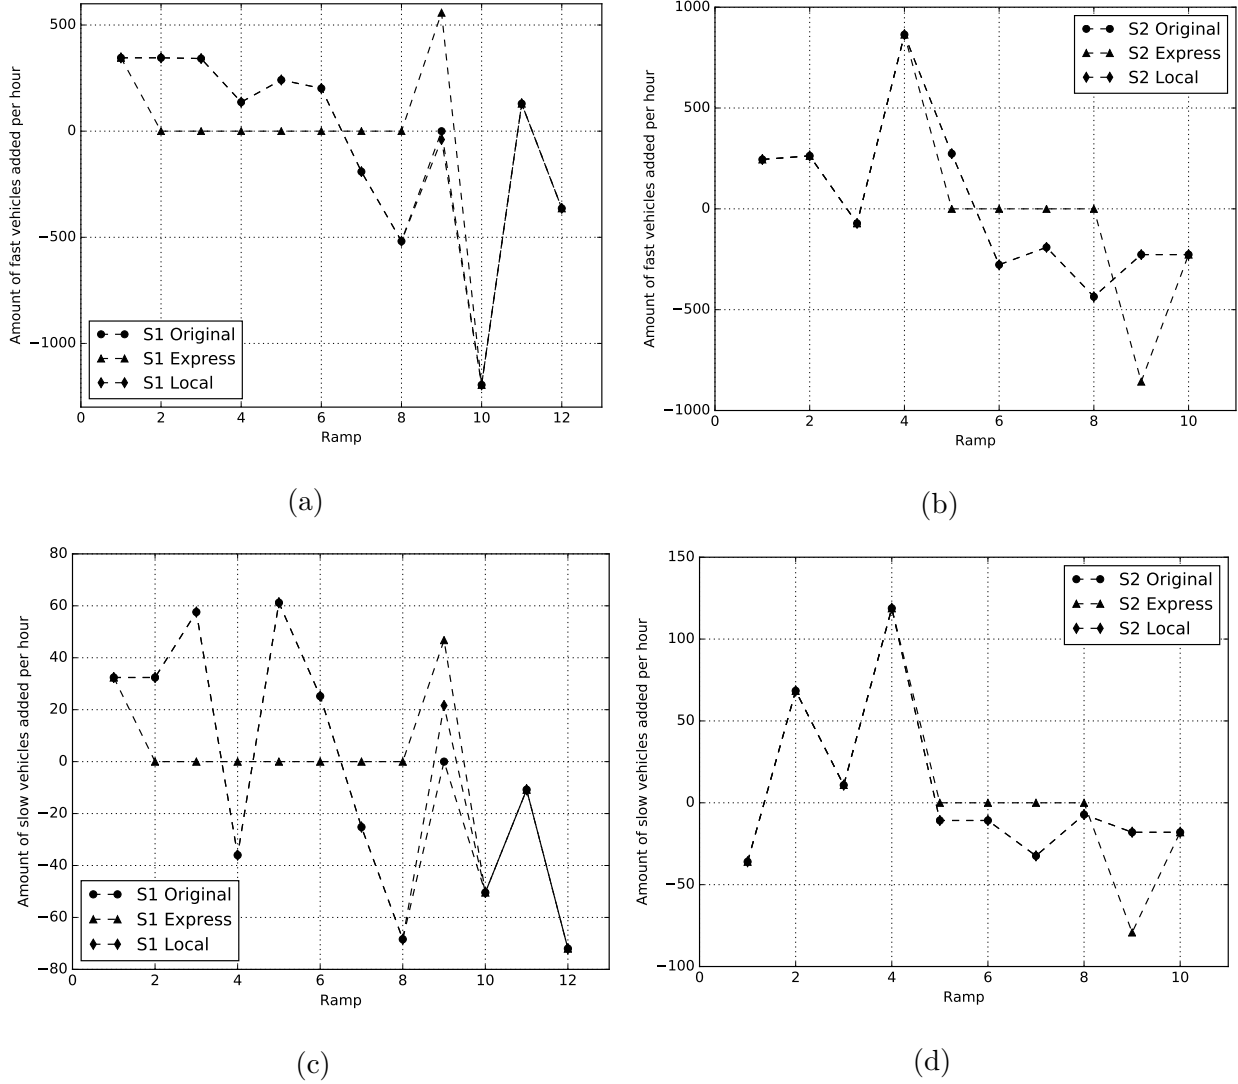 500
0
−500
−1000
Amount of fast vehicles added per hour
S1 Original
S1 Express
S1 Local
0 2 4 6 8 10 12
Ramp
(a)
1000
500
0
−500
−1000
Amount of fast vehicles added per hour
S2 Original
S2 Express
S2 Local
0 2 4 6 8 10
Ramp
(b)
80
60
40
20
0
−20
−40
−60
−80
Amount of slow vehicles added per hour
S1 Original
S1 Express
S1 Local
0 2 4 6 8 10 12
Ramp
(c)
150
100
50
0
−50
−100
Amount of slow vehicles added per hour
S2 Original
S2 Express
S2 Local
0 2 4 6 8 10
Ramp
(d)